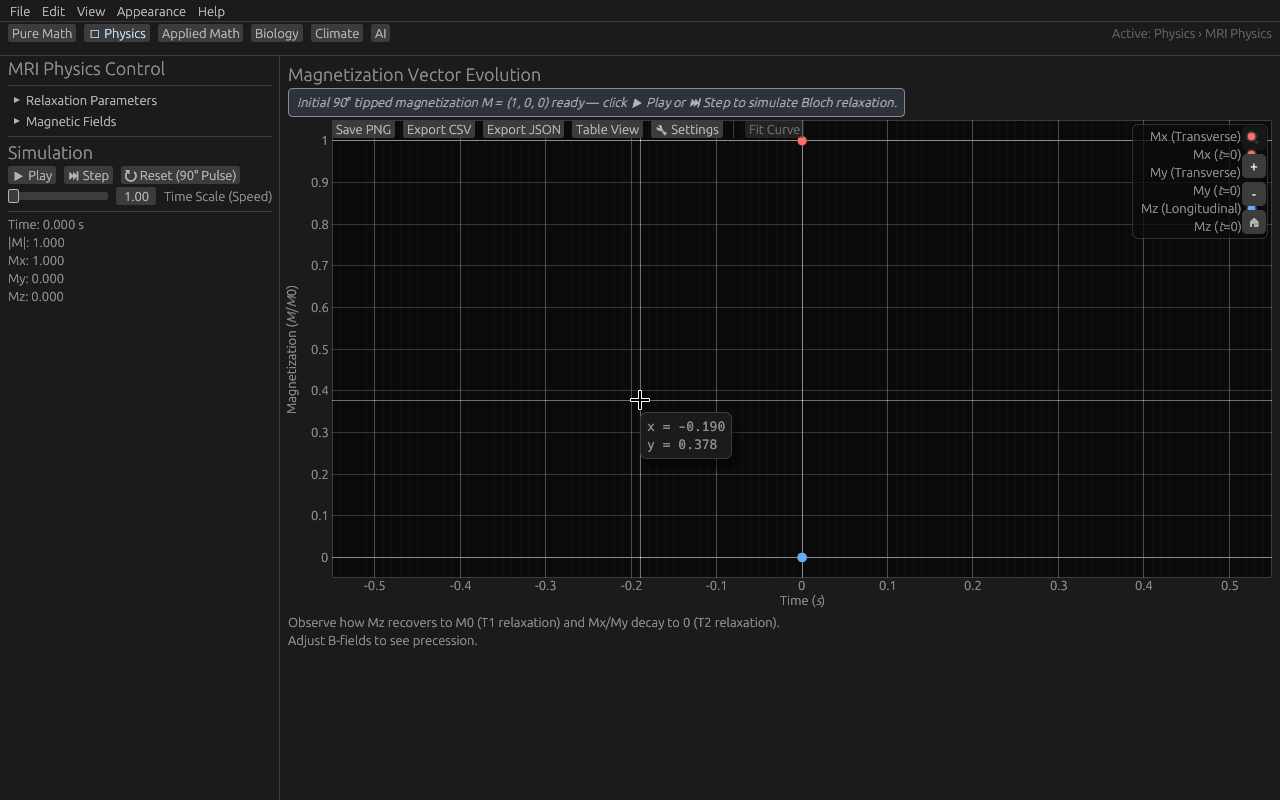 File Edit View Appearance Help
Pure Math Physics Applied Math Biology Climate AI Active: Physics › MRI Physics
MRI Physics Control
Relaxation Parameters
Magnetic Fields
Simulation
Play Step Reset (90° Pulse)
1.00 Time Scale (Speed)
Time: 0.000 s
|M|: 1.000
Mx: 1.000
My: 0.000
Mz: 0.000
Magnetization Vector Evolution
Initial 90° tipped magnetization M = (1, 0, 0) ready — click ▶ Play or ⏭ Step to simulate Bloch relaxation.
Save PNG Export CSV Export JSON Table View Settings Fit Curve
Mx (Transverse)
Mx (t=0)
My (Transverse)
My (t=0)
Mz (Longitudinal)
Mz (t=0)
+
-
1
0.9
0.8
0.7
0.6
0.5
0.4
0.3
0.2
0.1
0
Magnetization (M/M0)
x = -0.190
y = 0.378
-0.5 -0.4 -0.3 -0.2 -0.1 0 0.1 0.2 0.3 0.4 0.5
Time (s)
Observe how Mz recovers to M0 (T1 relaxation) and Mx/My decay to 0 (T2 relaxation).
Adjust B-fields to see precession.